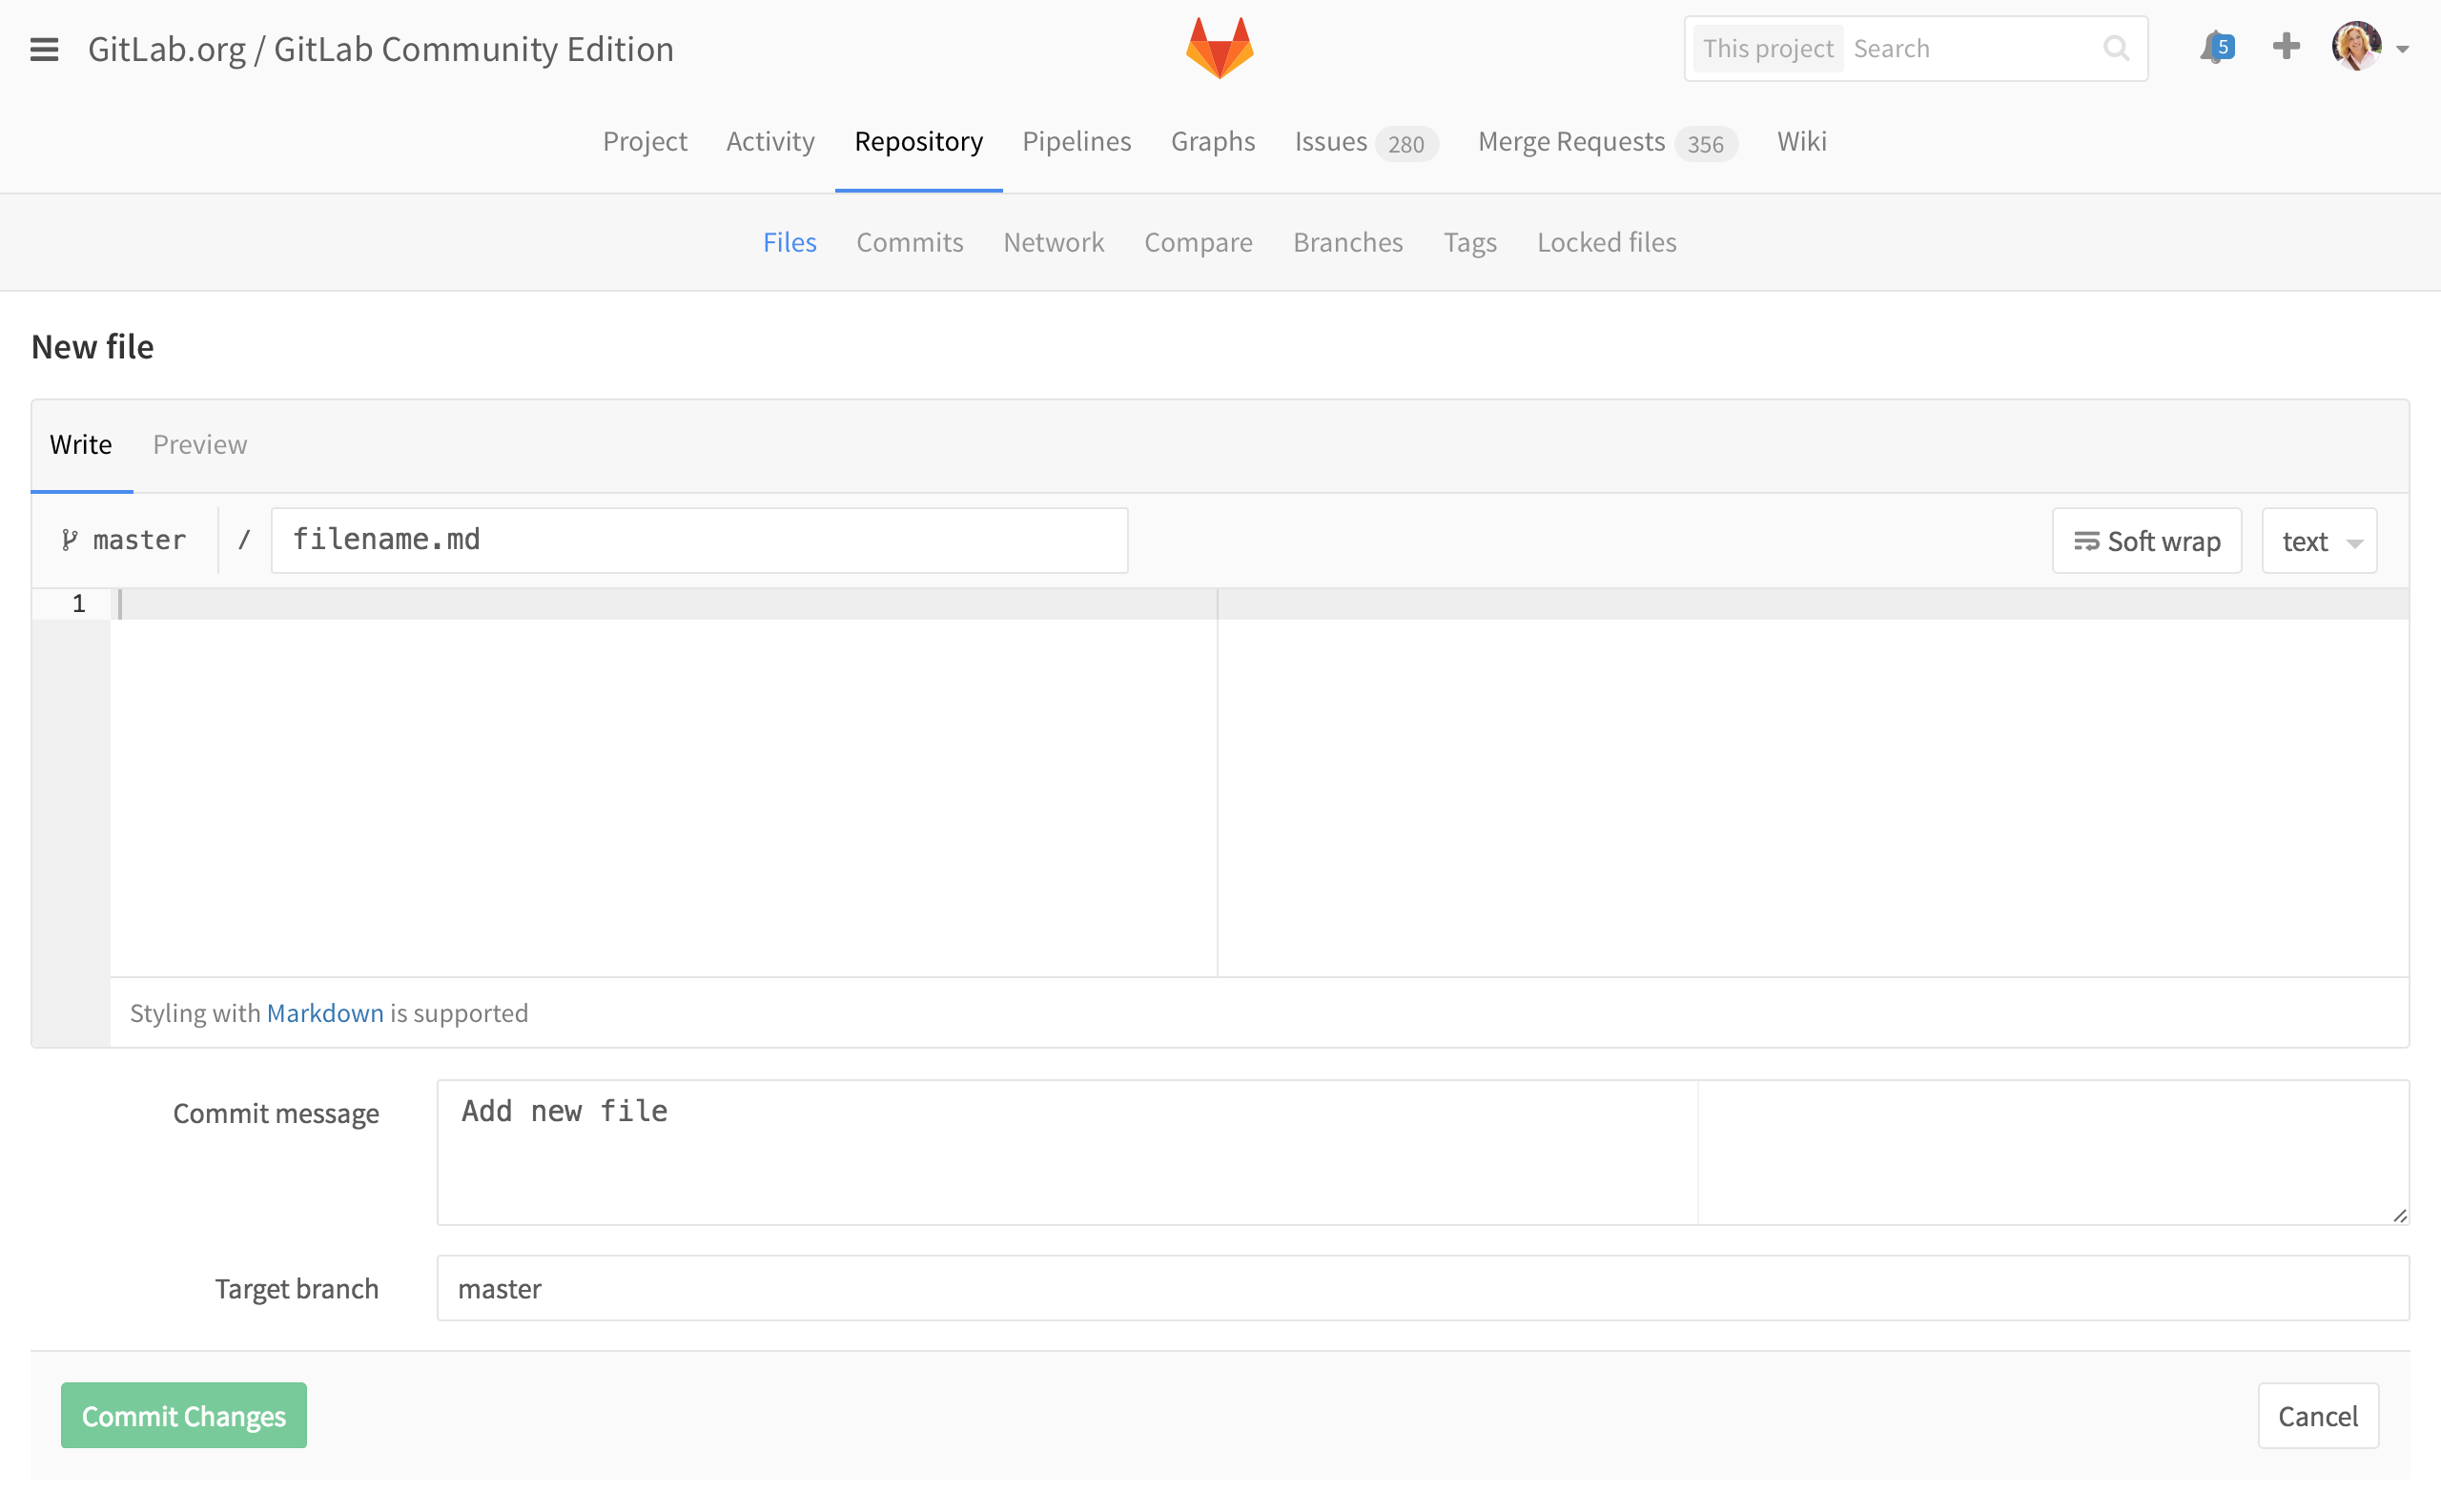 GitLab.org / GitLab Community Edition
This project Search
5
Project Activity Repository Pipelines Graphs Issues 280 Merge Requests 356 Wiki
Files Commits Network Compare Branches Tags Locked files
New file
Write Preview
master / filename.md Soft wrap text
1
Styling with Markdown is supported
Commit message Add new file
Target branch master
Commit Changes Cancel